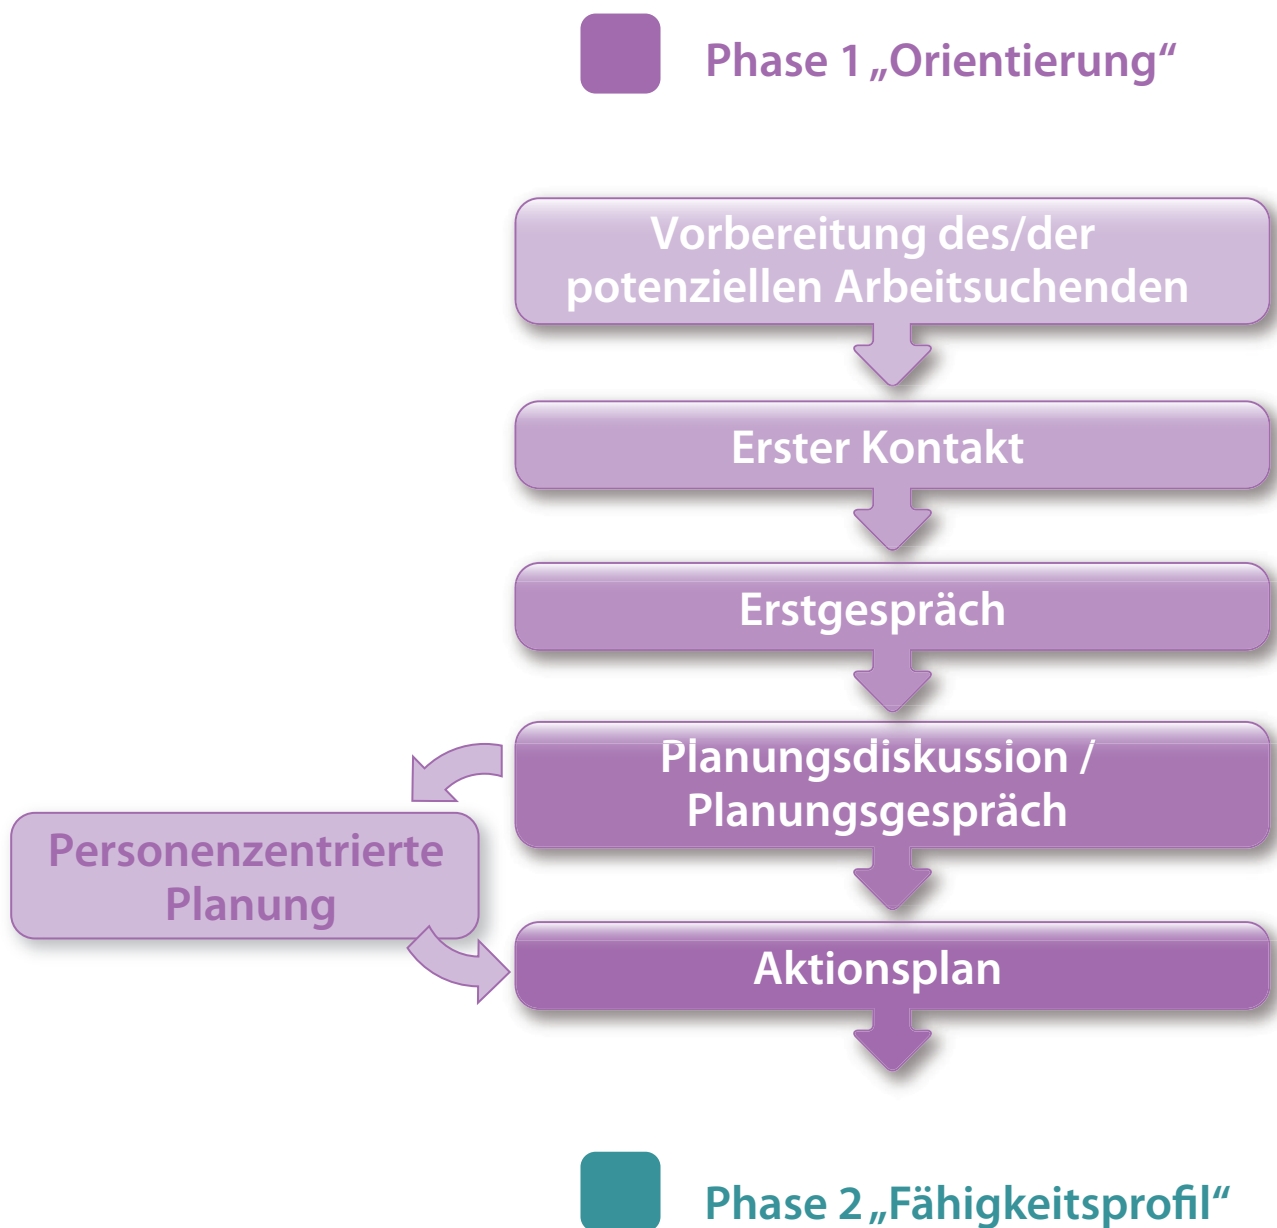 Phase 1 „Orientierung“
Vorbereitung des/der
potenziellen Arbeitsuchenden
Erster Kontakt
Erstgespräch
Planungsdiskussion /
Planungsgespräch
Personenzentrierte
Planung
Aktionsplan
Phase 2 „Fähigkeitsprofil“